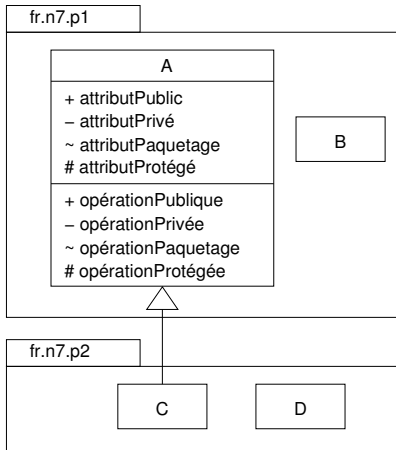 fr.n7.p1
A
+ attributPublic
– attributPrivé
~ attributPaquetage
# attributProtégé
B
+ opérationPublique
– opérationPrivée
~ opérationPaquetage
# opérationProtégée
fr.n7.p2
C
D